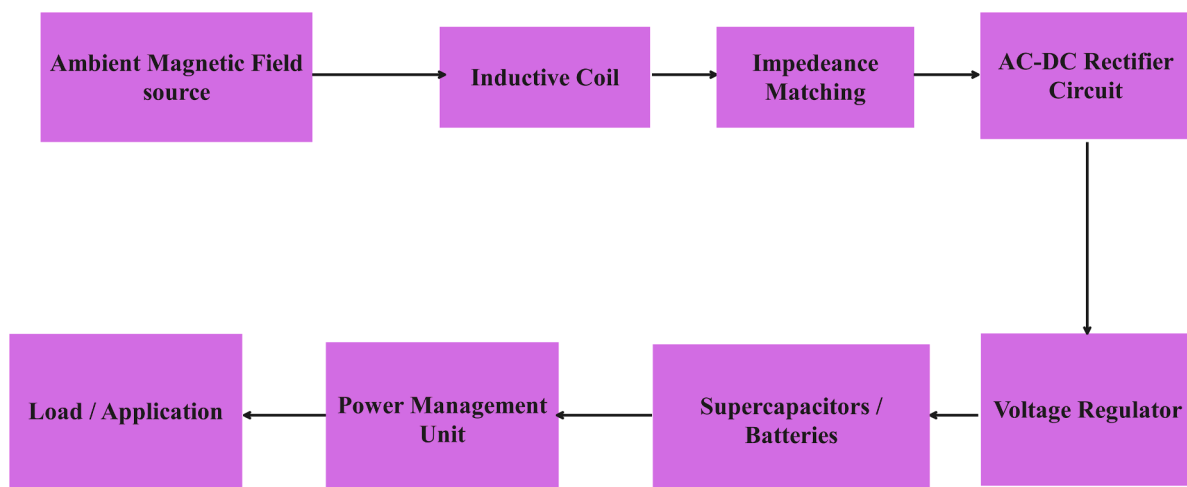 Ambient Magnetic Field
source
Inductive Coil
Impedeance
Matching
AC-DC Rectifier
Circuit
Load / Application
Power Management
Unit
Supercapacitors /
Batteries
Voltage Regulator